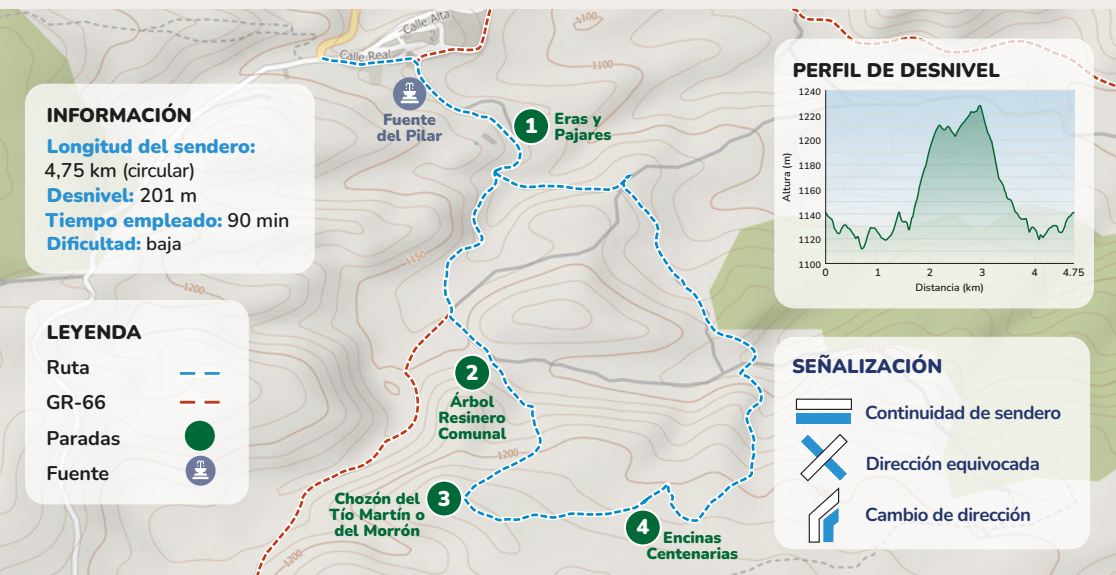 Calle Alta
Calle Real
1100
1100
Fuente
del Pilar
1
Eras y
Pajares
1150
1200
2
Árbol
Resinero
Comunal
1200
3
Chozón del
Tío Martín o
del Morrón
4
Encinas
Centenarias
1200
INFORMACIÓN
Longitud del sendero:
4,75 km (circular)
Desnivel: 201 m
Tiempo empleado: 90 min
Dificultad: baja
LEYENDA
Ruta
GR-66
Paradas
Fuente
PERFIL DE DESNIVEL
Altura (m)
1240
1220
1200
1180
1160
1140
1120
1100
0 1 2 3 4 4.75
Distancia (km)
SEÑALIZACIÓN
Continuidad de sendero
Dirección equivocada
Cambio de dirección